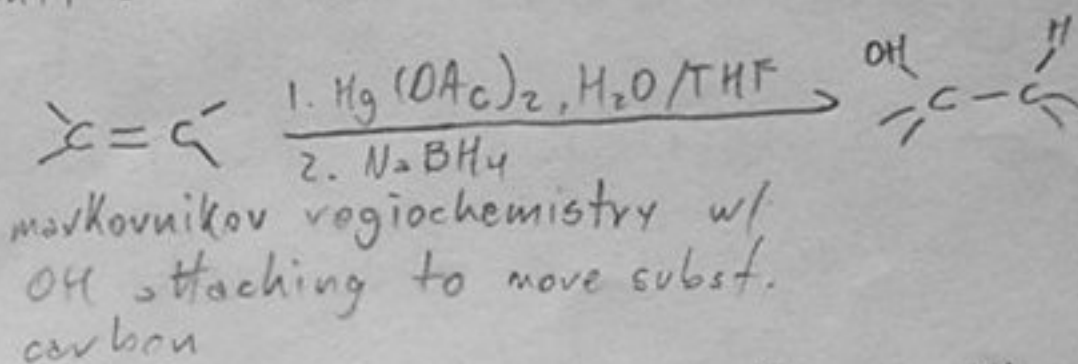 OH H
C = C 1. Hg(OAc)2, H2O/THF C - C
2. NaBH4
markovnikov regiochemistry w/
OH attaching to more subst.
carbon